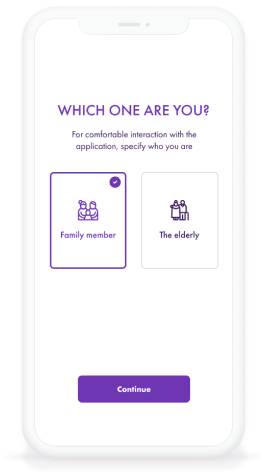 WHICH ONE ARE YOU?
For comfortable interaction with the
application, specify who you are
Family member
The elderly
Continue